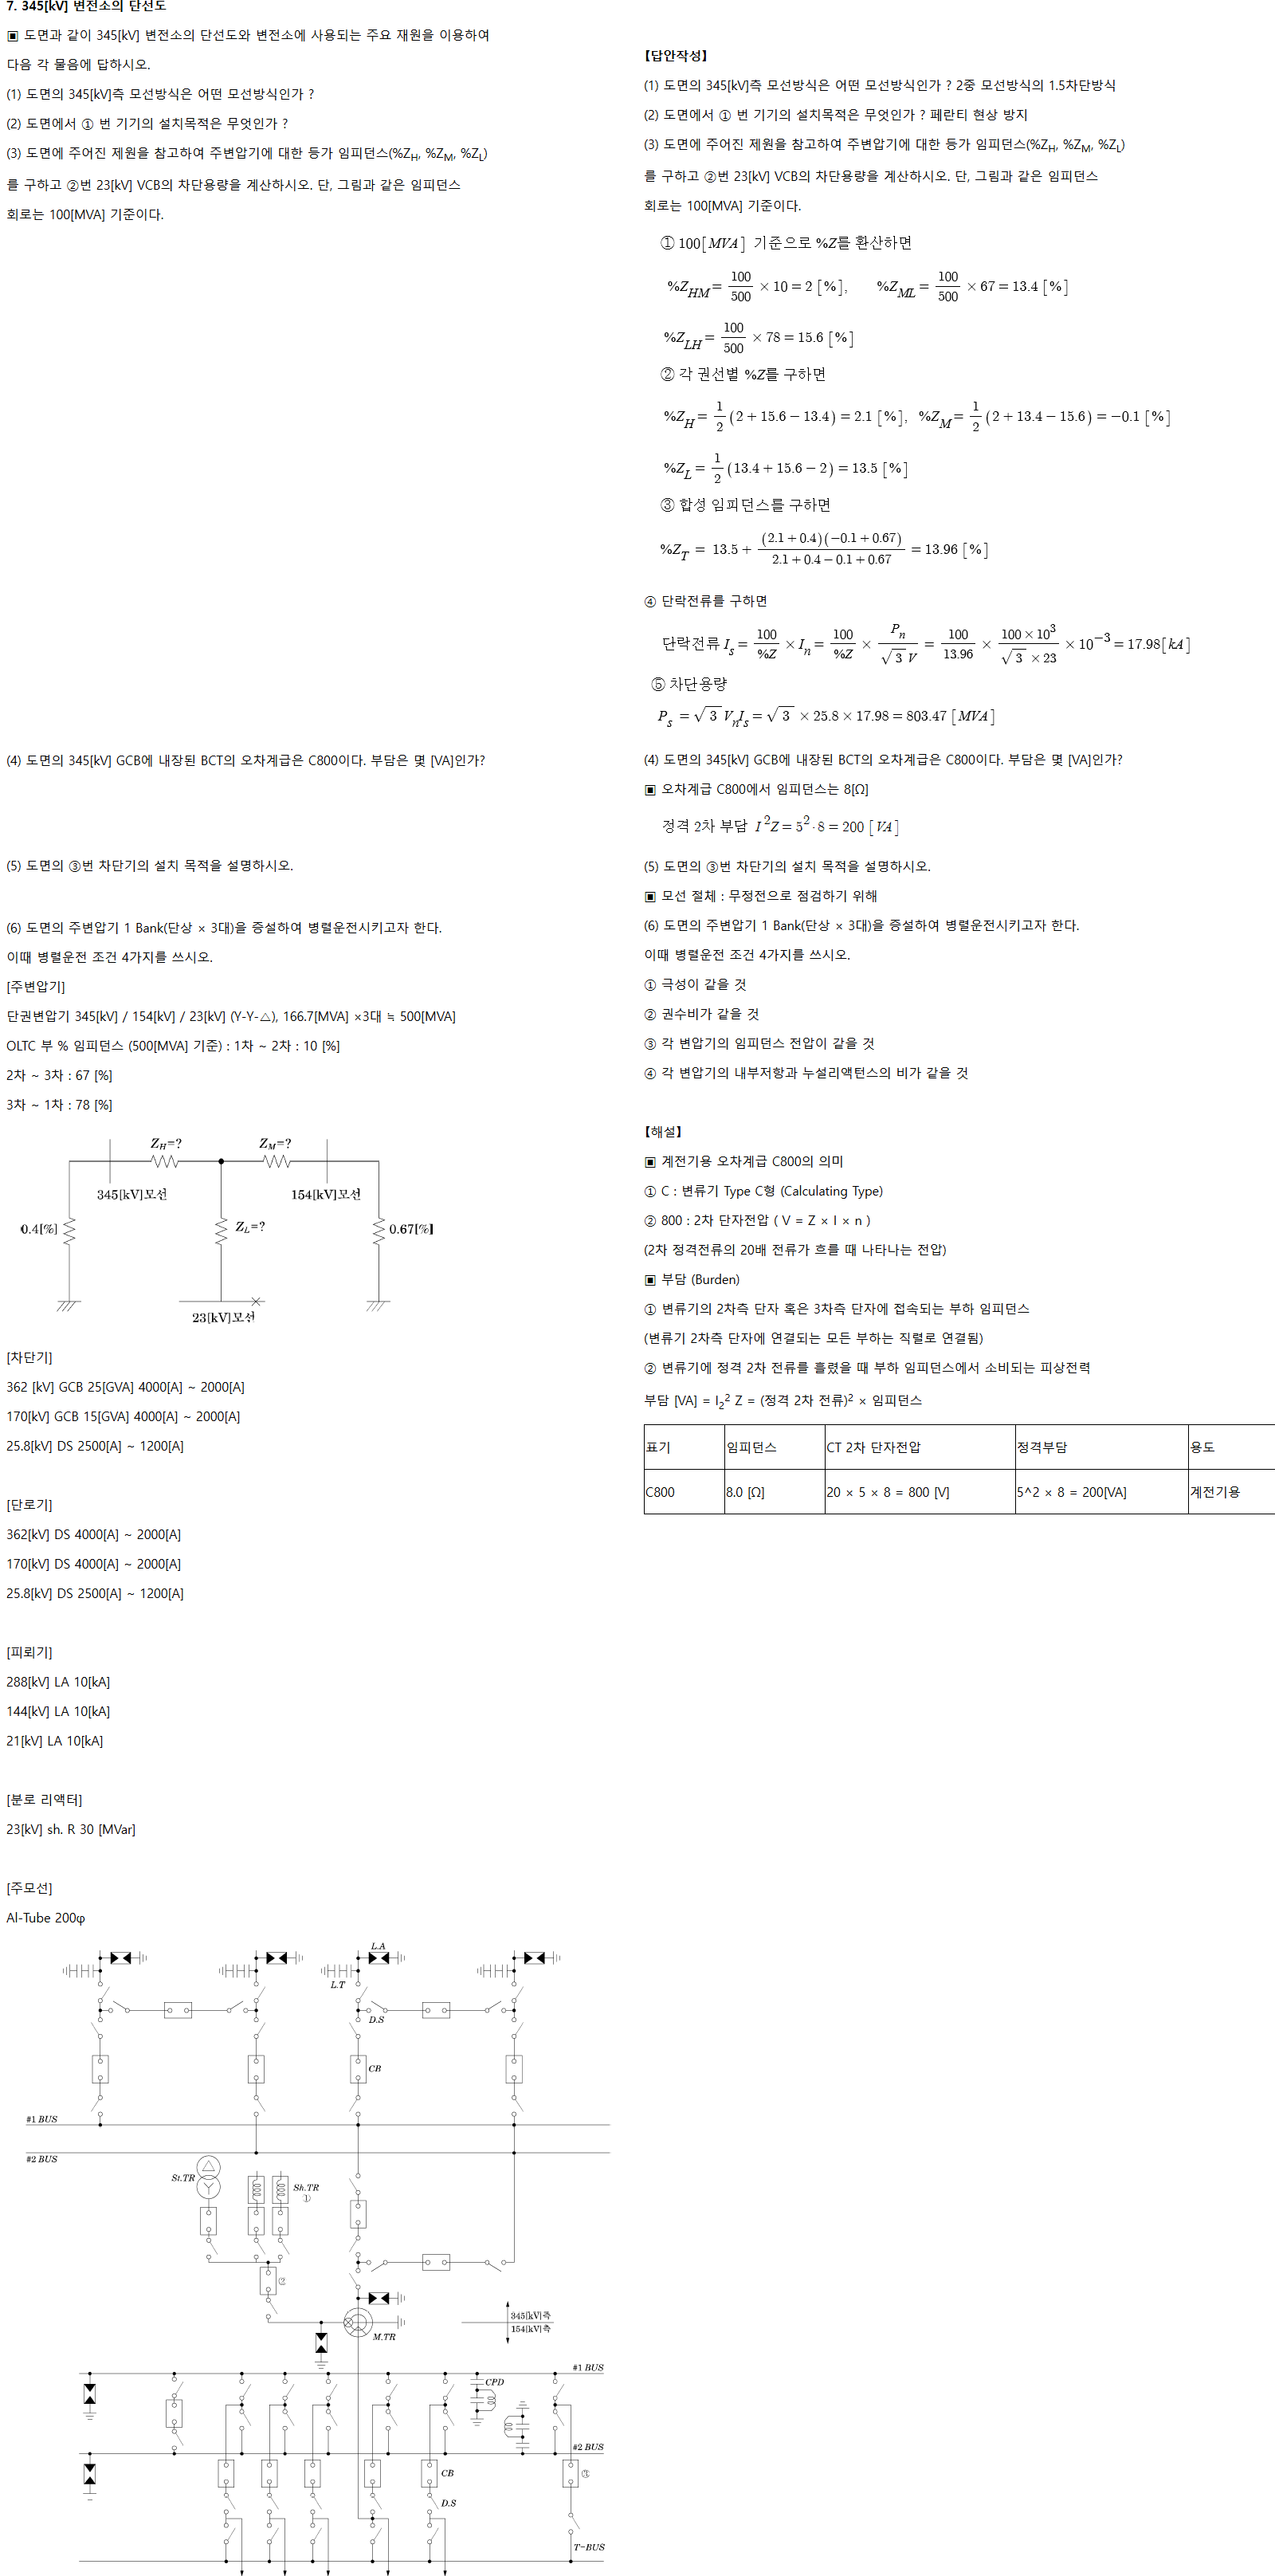 7. 345[kV] 변전소의 단선도
▣ 도면과 같이 345[kV] 변전소의 단선도와 변전소에 사용되는 주요 재원을 이용하여
다음 각 물음에 답하시오.
(1) 도면의 345[kV]측 모선방식은 어떤 모선방식인가 ?
(2) 도면에서 ① 번 기기의 설치목적은 무엇인가 ?
(3) 도면에 주어진 제원을 참고하여 주변압기에 대한 등가 임피던스(%Z_H, %Z_M, %Z_L)
를 구하고 ②번 23[kV] VCB의 차단용량을 계산하시오. 단, 그림과 같은 임피던스
회로는 100[MVA] 기준이다.
(4) 도면의 345[kV] GCB에 내장된 BCT의 오차계급은 C800이다. 부담은 몇 [VA]인가?
(5) 도면의 ③번 차단기의 설치 목적을 설명하시오.
(6) 도면의 주변압기 1 Bank(단상 × 3대)을 증설하여 병렬운전시키고자 한다.
이때 병렬운전 조건 4가지를 쓰시오.
[주변압기]
단권변압기 345[kV] / 154[kV] / 23[kV] (Y-Y-△), 166.7[MVA] ×3대 ≒ 500[MVA]
OLTC 부 % 임피던스 (500[MVA] 기준) : 1차 ~ 2차 : 10 [%]
2차 ~ 3차 : 67 [%]
3차 ~ 1차 : 78 [%]
Z_H=? Z_M=?
345[kV]모선 154[kV]모선
0.4[%] Z_L=? 0.67[%]
23[kV]모선
[차단기]
362 [kV] GCB 25[GVA] 4000[A] ~ 2000[A]
170[kV] GCB 15[GVA] 4000[A] ~ 2000[A]
25.8[kV] DS 2500[A] ~ 1200[A]
[단로기]
362[kV] DS 4000[A] ~ 2000[A]
170[kV] DS 4000[A] ~ 2000[A]
25.8[kV] DS 2500[A] ~ 1200[A]
[피뢰기]
288[kV] LA 10[kA]
144[kV] LA 10[kA]
21[kV] LA 10[kA]
[분로 리액터]
23[kV] sh. R 30 [MVar]
[주모선]
Al-Tube 200φ
L.A
L.T
D.S
CB
#1 BUS
#2 BUS
St.TR
Sh.TR
①
②
345[kV]측
154[kV]측
M.TR
#1 BUS
CPD
#2 BUS
CB ③
D.S
T-BUS
【답안작성】
(1) 도면의 345[kV]측 모선방식은 어떤 모선방식인가 ? 2중 모선방식의 1.5차단방식
(2) 도면에서 ① 번 기기의 설치목적은 무엇인가 ? 페란티 현상 방지
(3) 도면에 주어진 제원을 참고하여 주변압기에 대한 등가 임피던스(%Z_H, %Z_M, %Z_L)
를 구하고 ②번 23[kV] VCB의 차단용량을 계산하시오. 단, 그림과 같은 임피던스
회로는 100[MVA] 기준이다.
① 100[MVA] 기준으로 %Z를 환산하면
%Z_HM = 100/500 × 10 = 2 [%], %Z_ML = 100/500 × 67 = 13.4 [%]
%Z_LH = 100/500 × 78 = 15.6 [%]
② 각 권선별 %Z를 구하면
%Z_H = 1/2 (2 + 15.6 − 13.4) = 2.1 [%], %Z_M = 1/2 (2 + 13.4 − 15.6) = −0.1 [%]
%Z_L = 1/2 (13.4 + 15.6 − 2) = 13.5 [%]
③ 합성 임피던스를 구하면
%Z_T = 13.5 + (2.1 + 0.4)(−0.1 + 0.67)/(2.1 + 0.4 − 0.1 + 0.67) = 13.96 [%]
④ 단락전류를 구하면
단락전류 I_s = 100/%Z × I_n = 100/%Z × P_n/(√3 V) = 100/13.96 × (100 × 10³)/(√3 × 23) × 10⁻³ = 17.98[kA]
⑤ 차단용량
P_s = √3 V_n I_s = √3 × 25.8 × 17.98 = 803.47 [MVA]
(4) 도면의 345[kV] GCB에 내장된 BCT의 오차계급은 C800이다. 부담은 몇 [VA]인가?
▣ 오차계급 C800에서 임피던스는 8[Ω]
정격 2차 부담 I²Z = 5²·8 = 200 [VA]
(5) 도면의 ③번 차단기의 설치 목적을 설명하시오.
▣ 모선 절체 : 무정전으로 점검하기 위해
(6) 도면의 주변압기 1 Bank(단상 × 3대)을 증설하여 병렬운전시키고자 한다.
이때 병렬운전 조건 4가지를 쓰시오.
① 극성이 같을 것
② 권수비가 같을 것
③ 각 변압기의 임피던스 전압이 같을 것
④ 각 변압기의 내부저항과 누설리액턴스의 비가 같을 것
【해설】
▣ 계전기용 오차계급 C800의 의미
① C : 변류기 Type C형 (Calculating Type)
② 800 : 2차 단자전압 ( V = Z × I × n )
(2차 정격전류의 20배 전류가 흐를 때 나타나는 전압)
▣ 부담 (Burden)
① 변류기의 2차측 단자 혹은 3차측 단자에 접속되는 부하 임피던스
(변류기 2차측 단자에 연결되는 모든 부하는 직렬로 연결됨)
② 변류기에 정격 2차 전류를 흘렸을 때 부하 임피던스에서 소비되는 피상전력
부담 [VA] = I₂² Z = (정격 2차 전류)² × 임피던스
표기 임피던스 CT 2차 단자전압 정격부담 용도
C800 8.0 [Ω] 20 × 5 × 8 = 800 [V] 5^2 × 8 = 200[VA] 계전기용